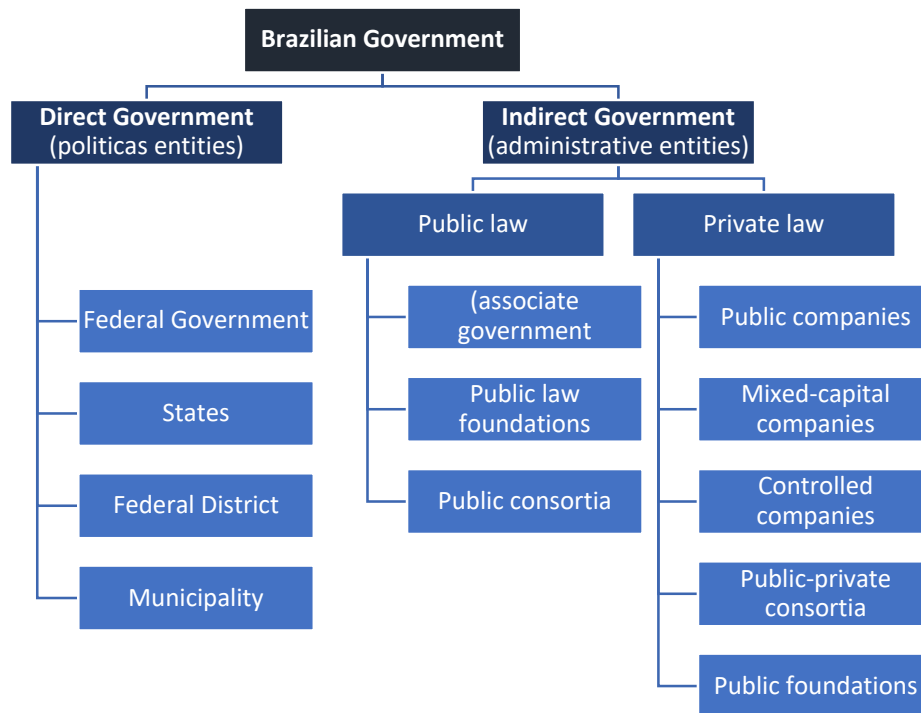 Brazilian Government
Direct Government
(politicas entities)
Indirect Government
(administrative entities)
Public law
Private law
Federal Government
States
Federal District
Municipality
(associate
government
Public law
foundations
Public consortia
Public companies
Mixed-capital
companies
Controlled
companies
Public-private
consortia
Public foundations